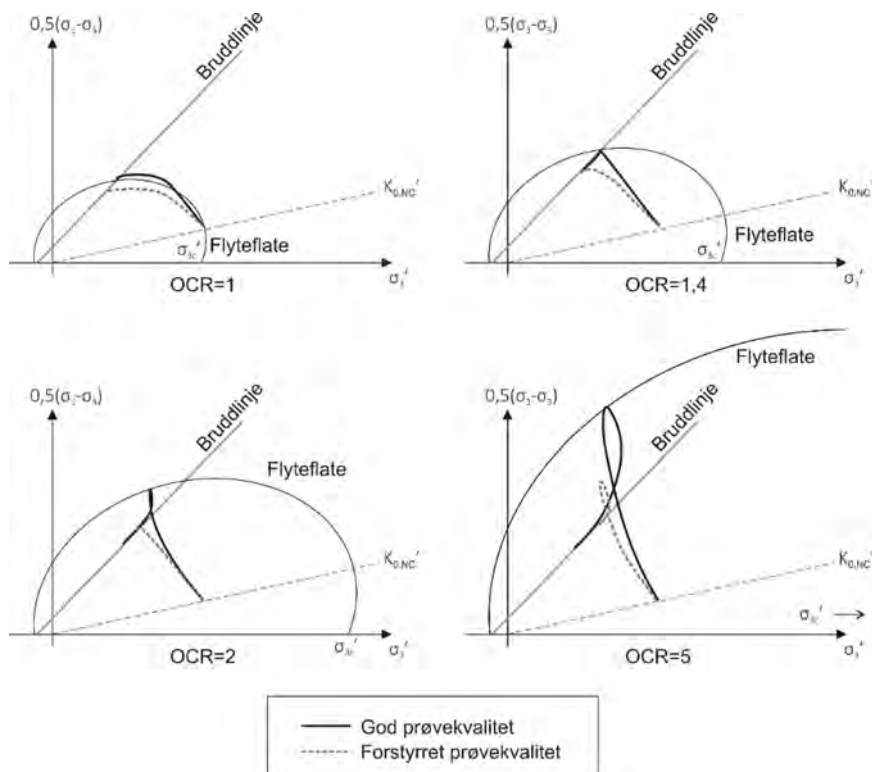 0,5(σ₁-σ₃)
Bruddlinje
K₀,NC'
σ₃c'
Flyteflate
σ₃'
OCR=1
0,5(σ₁-σ₃)
Bruddlinje
K₀,NC'
σ₃c'
Flyteflate
σ₃'
OCR=1,4
0,5(σ₁-σ₃)
Bruddlinje
Flyteflate
K₀,NC'
σ₃c'
σ₃'
OCR=2
Flyteflate
0,5(σ₁-σ₃)
Bruddlinje
K₀,NC'
σ₃c' →
σ₃'
OCR=5
God prøvekvalitet
Forstyrret prøvekvalitet